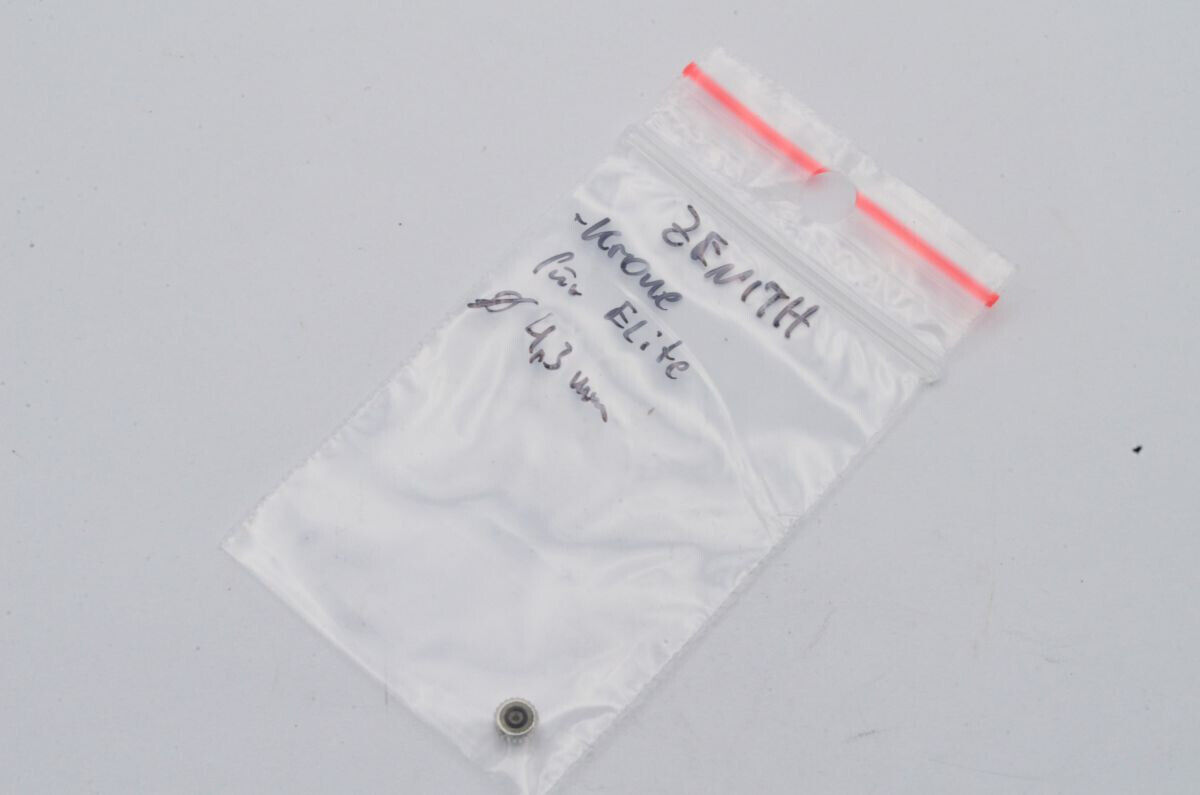 ZENITH
-Krone
für Elite
Ø 4,3 mm